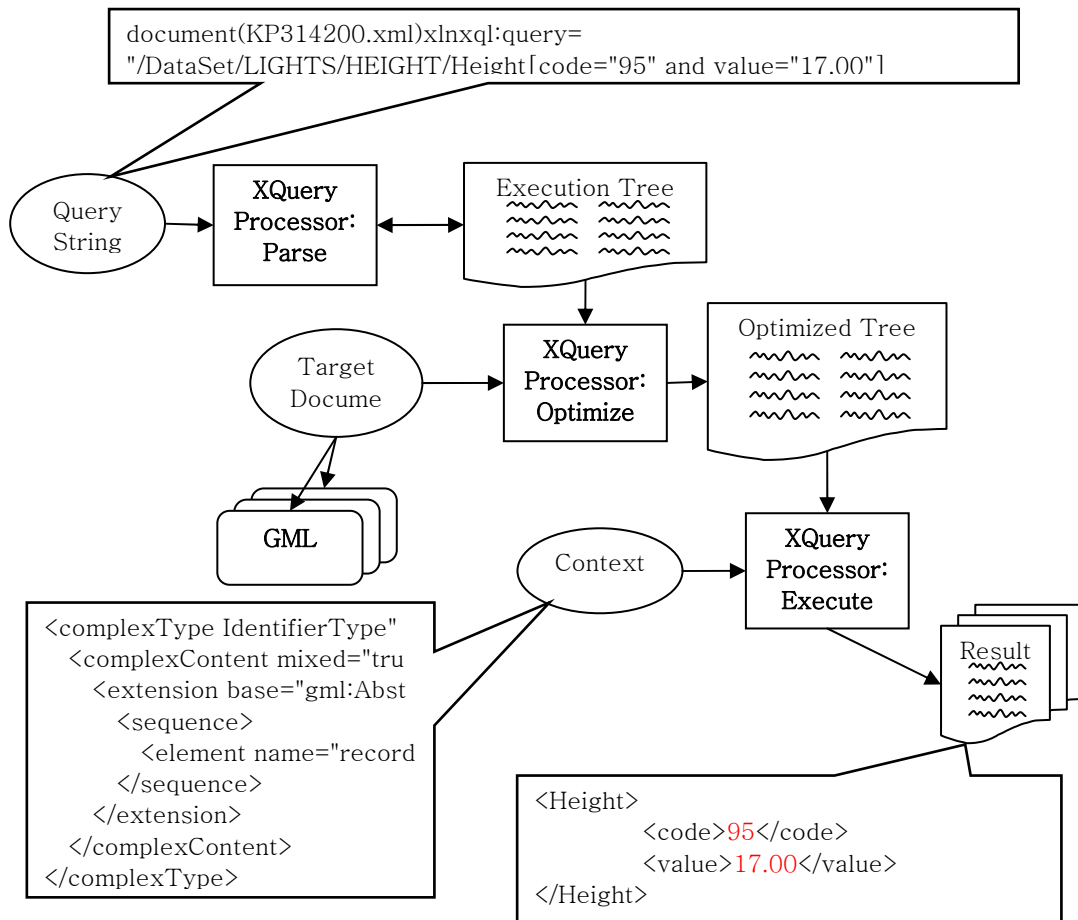 document(KP314200.xml)xlnxql:query=
"/DataSet/LIGHTS/HEIGHT/Height[code="95" and value="17.00"]
Query
String
XQuery
Processor:
Parse
Execution Tree
Target
Docume
XQuery
Processor:
Optimize
Optimized Tree
GML
Context
XQuery
Processor:
Execute
Result
<complexType IdentifierType"
<complexContent mixed="tru
<extension base="gml:Abst
<sequence>
<element name="record
</sequence>
</extension>
</complexContent>
</complexType>
<Height>
<code>95</code>
<value>17.00</value>
</Height>